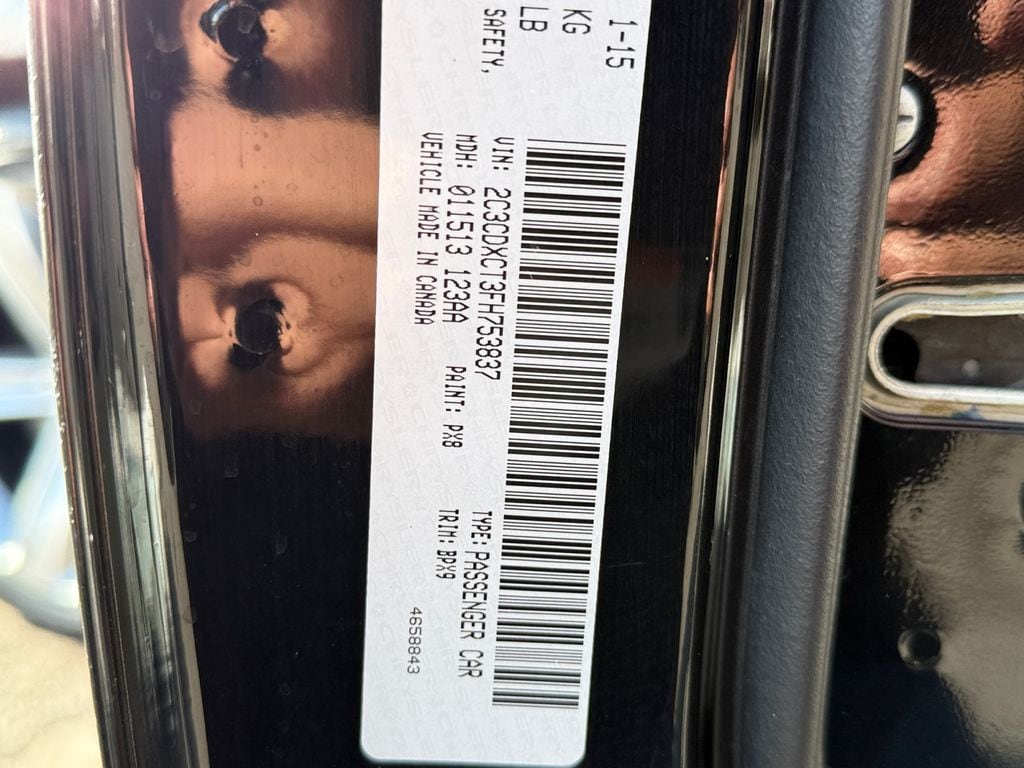 1-15
KG
LB
SAFETY,
VIN: 2C3CDXCT3FH753837 TYPE: PASSENGER CAR
MDH: 011513 123AA PAINT: PX8 TRIM: BPX9
VEHICLE MADE IN CANADA 4658843